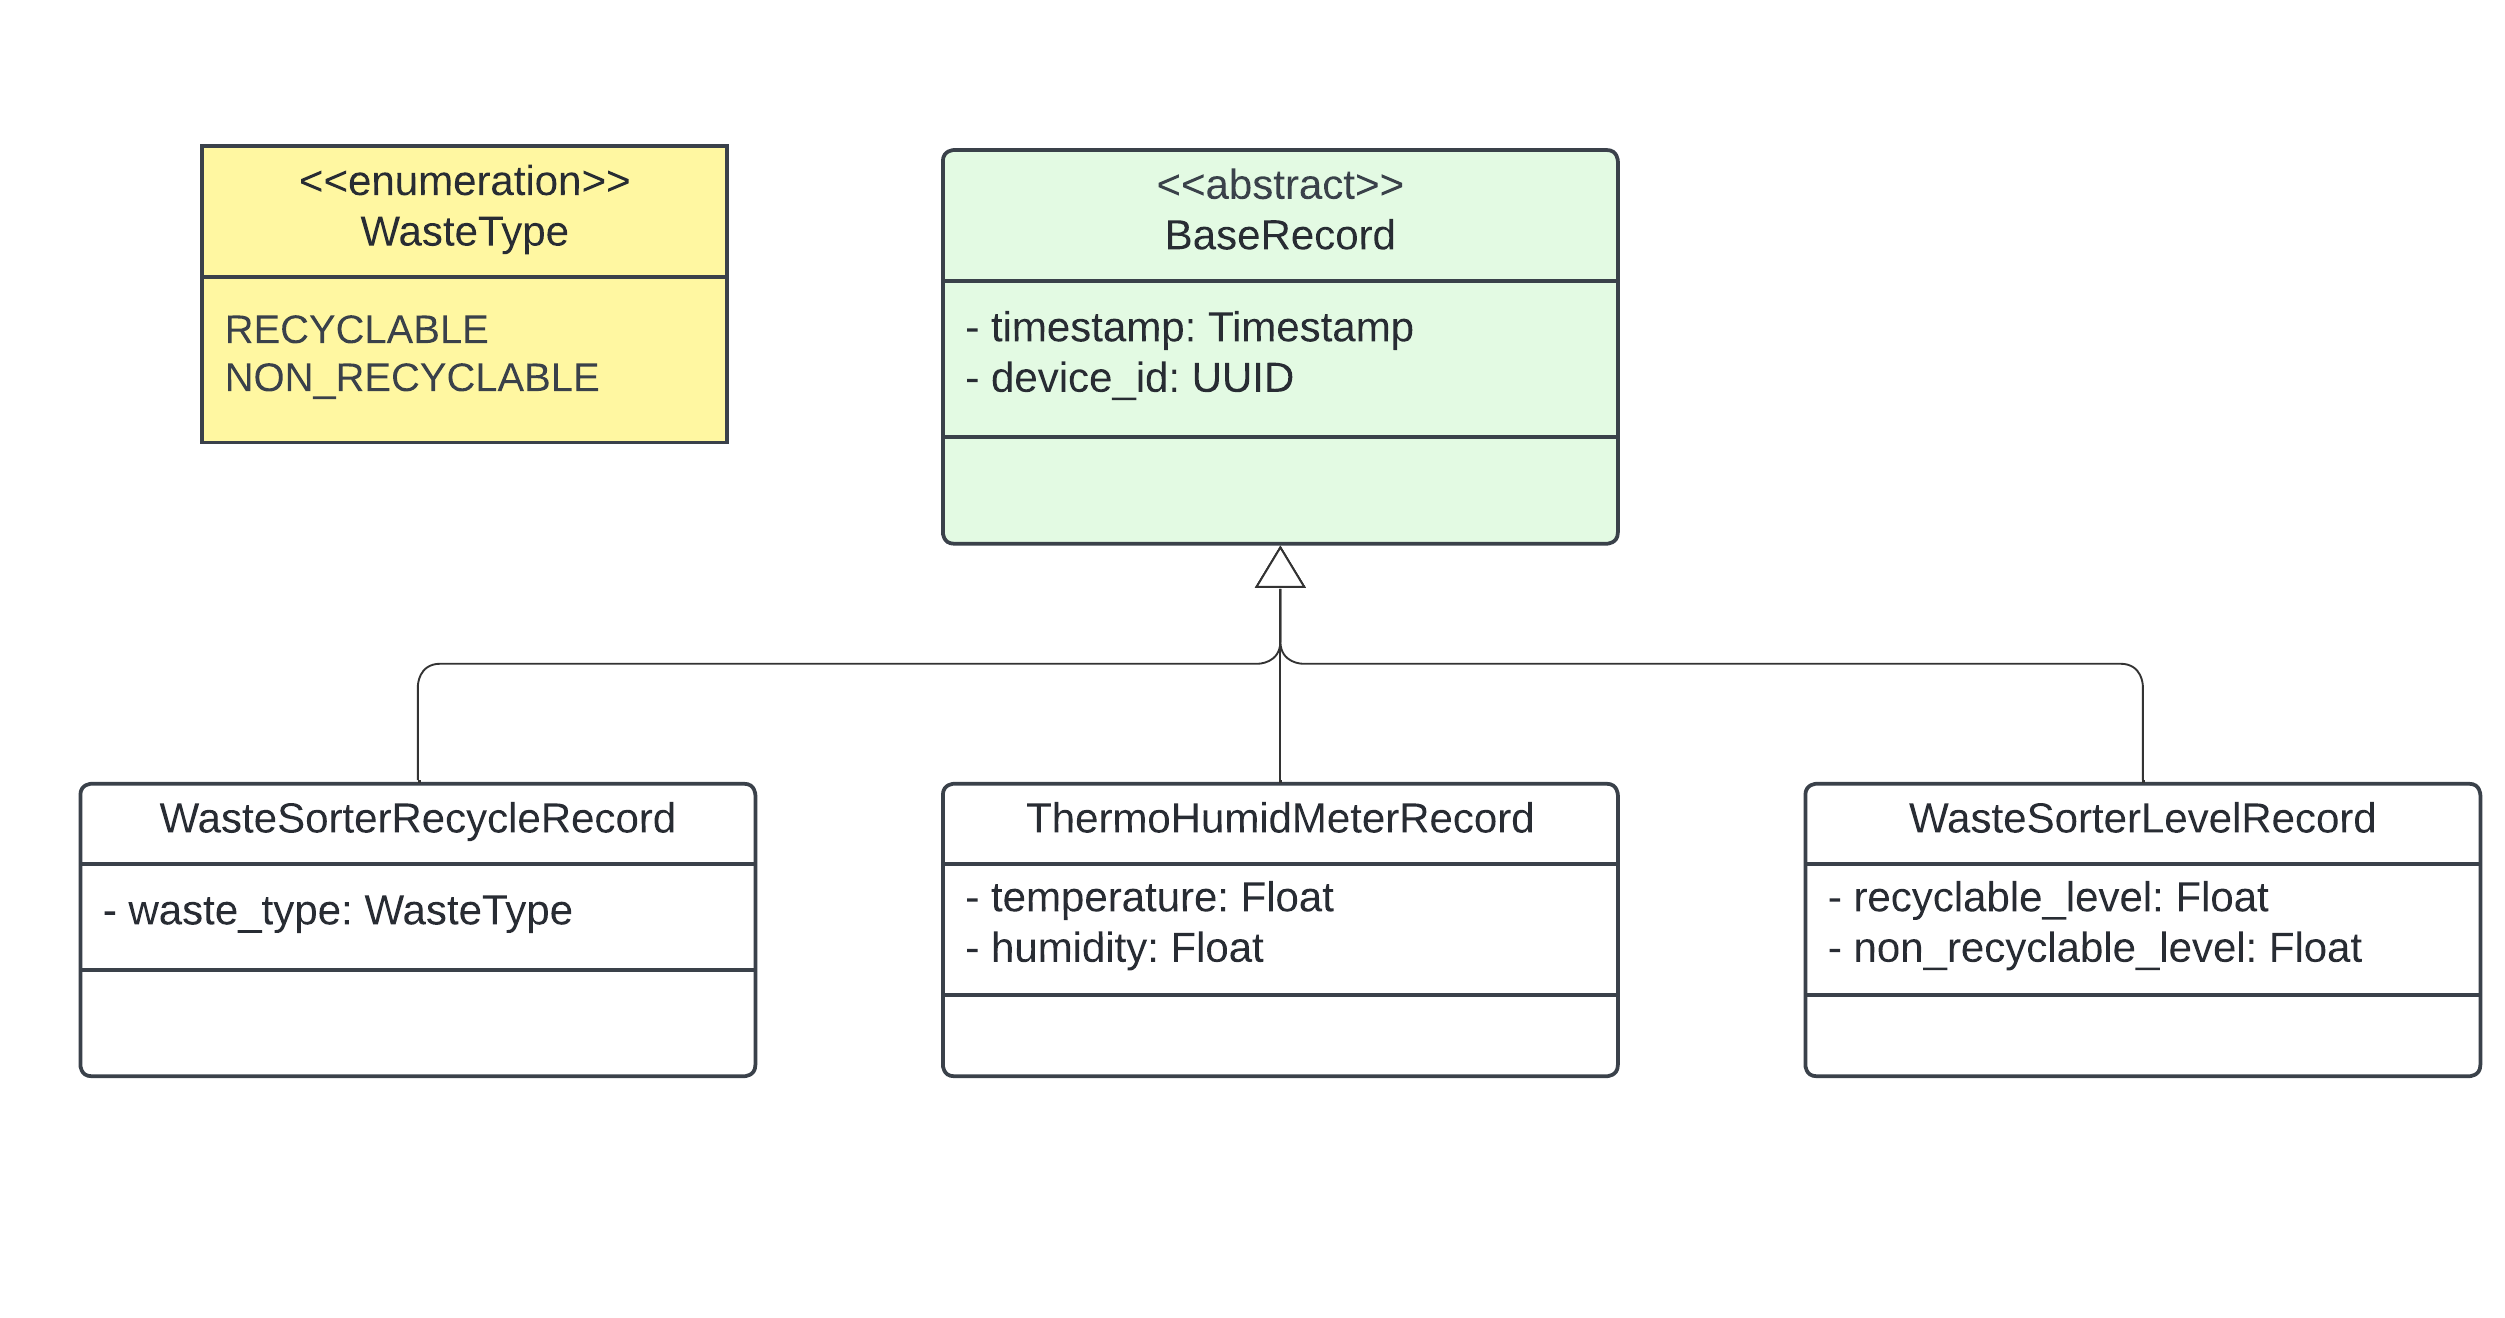 <<enumeration>>
WasteType
RECYCLABLE
NON_RECYCLABLE
<<abstract>>
BaseRecord
- timestamp: Timestamp
- device_id: UUID
WasteSorterRecycleRecord
- waste_type: WasteType
ThermoHumidMeterRecord
- temperature: Float
- humidity: Float
WasteSorterLevelRecord
- recyclable_level: Float
- non_recyclable_level: Float